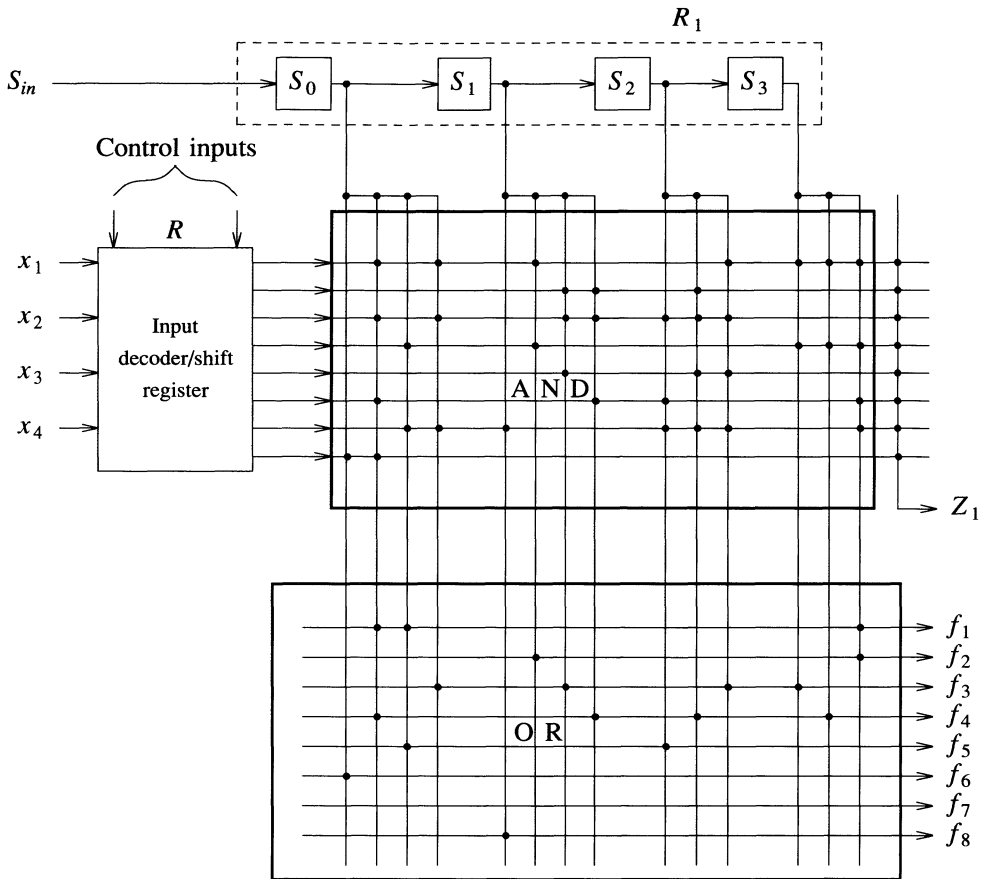 R1
Sin
S0
S1
S2
S3
Control inputs
R
x1
x2
x3
x4
Input
decoder/shift
register
AND
Z1
OR
f1
f2
f3
f4
f5
f6
f7
f8